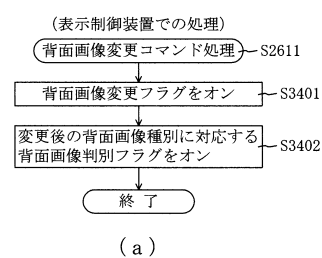 (表示制御装置での処理)
背面画像変更コマンド処理 S2611
背面画像変更フラグをオン S3401
変更後の背面画像種別に対応する
背面画像判別フラグをオン S3402
終 了
(a)